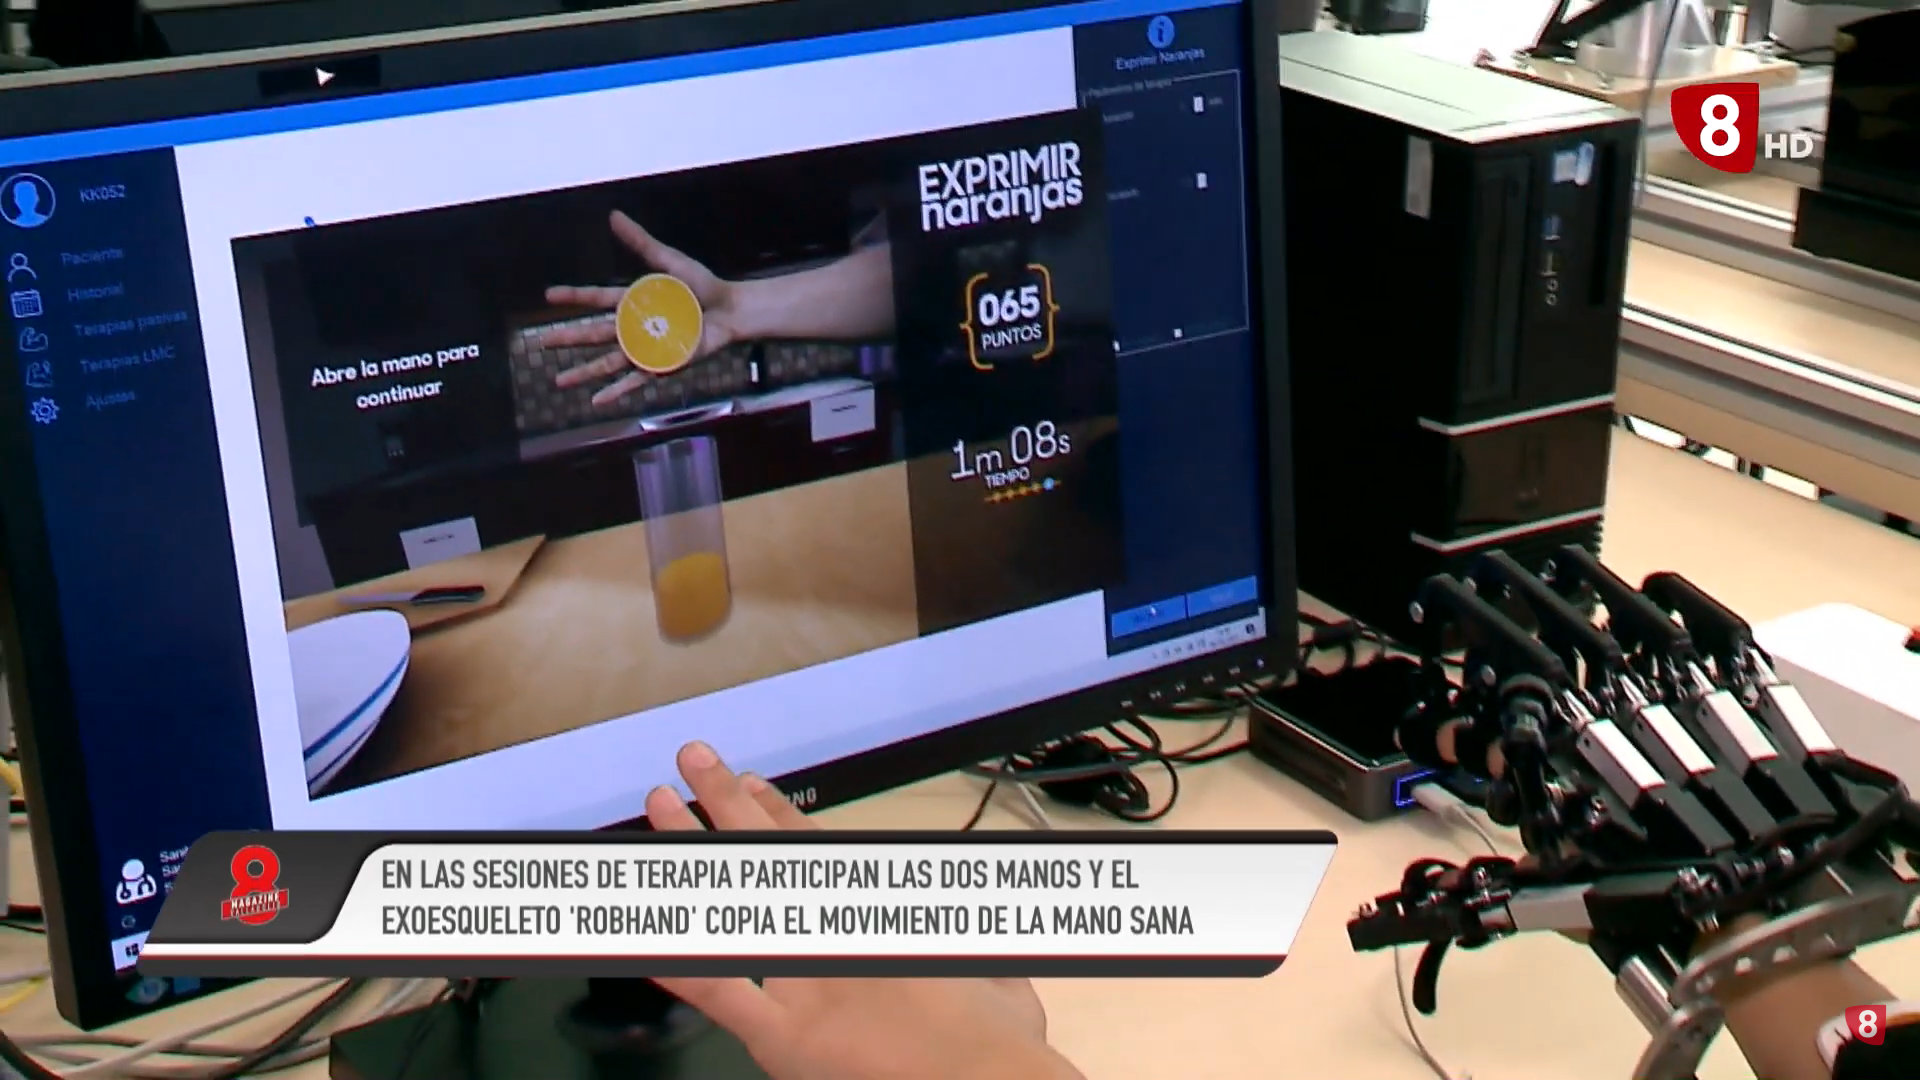 Exprimir Naranjas
8 HD
KK052
Paciente
Historial
Terapias pasivas
Terapias LMC
Ajustes
EXPRIMIR
naranjas
065
PUNTOS
1m 08s
TIEMPO
Abre la mano para
continuar
8
MAGAZINE
EN LAS SESIONES DE TERAPIA PARTICIPAN LAS DOS MANOS Y EL
EXOESQUELETO 'ROBHAND' COPIA EL MOVIMIENTO DE LA MANO SANA
8